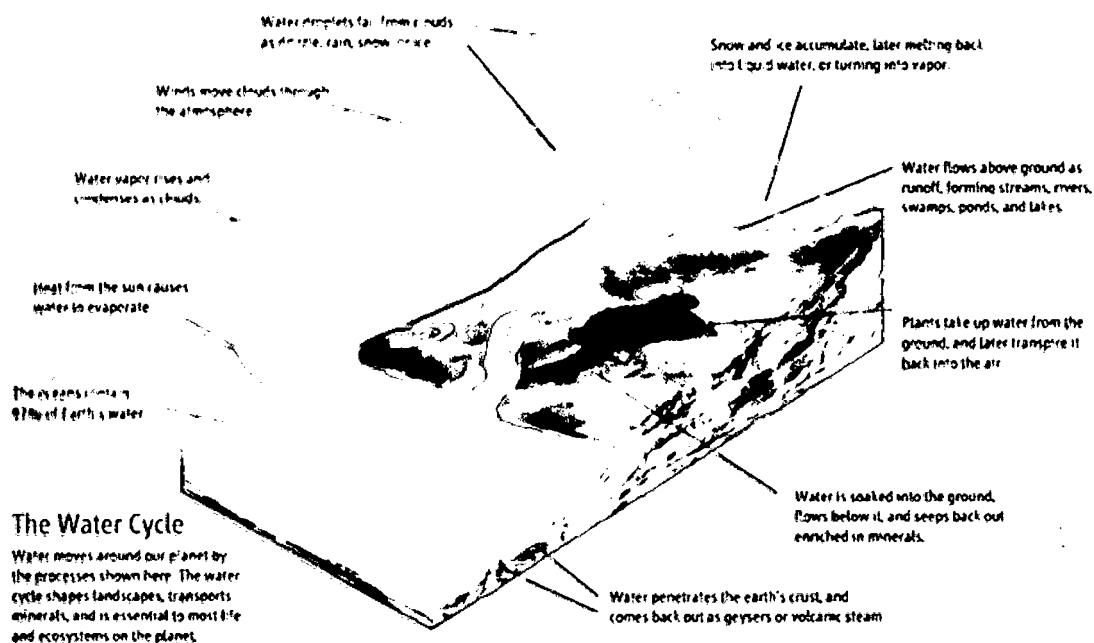 Water droplets fall from clouds
as drizzle, rain, snow, or ice.
Snow and ice accumulate, later melting back
into liquid water, or turning into vapor.
Winds move clouds through
the atmosphere.
Water vapor rises and
condenses as clouds.
Water flows above ground as
runoff, forming streams, rivers,
swamps, ponds, and lakes.
Heat from the sun causes
water to evaporate.
Plants take up water from the
ground, and later transpire it
back into the air.
The oceans contain
97% of Earth's water.
Water is soaked into the ground,
flows below it, and seeps back out
enriched in minerals.
The Water Cycle
Water moves around our planet by
the processes shown here. The water
cycle shapes landscapes, transports
minerals, and is essential to most life
and ecosystems on the planet.
Water penetrates the earth's crust, and
comes back out as geysers or volcanic steam.